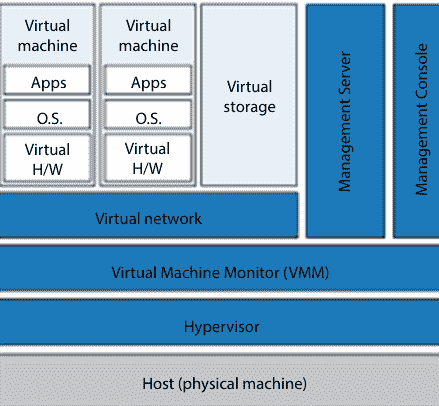 Virtual
machine
Apps
O.S.
Virtual
H/W
Virtual
machine
Apps
O.S.
Virtual
H/W
Virtual
storage
Management Server
Management Console
Virtual network
Virtual Machine Monitor (VMM)
Hypervisor
Host (physical machine)